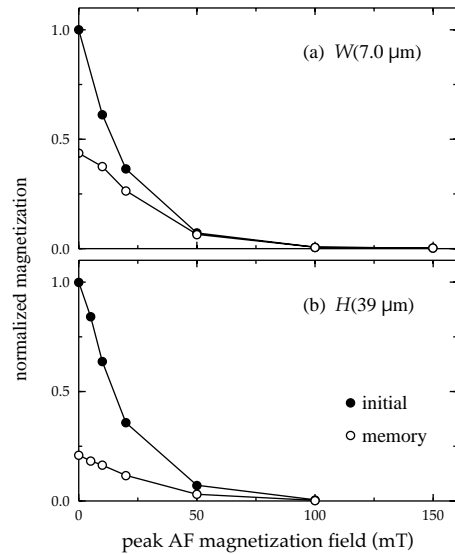 1.0
(a) W(7.0 μm)
0.5
0.0
normalized magnetization
1.0
(b) H(39 μm)
0.5
initial
memory
0.0
0 50 100 150
peak AF magnetization field (mT)